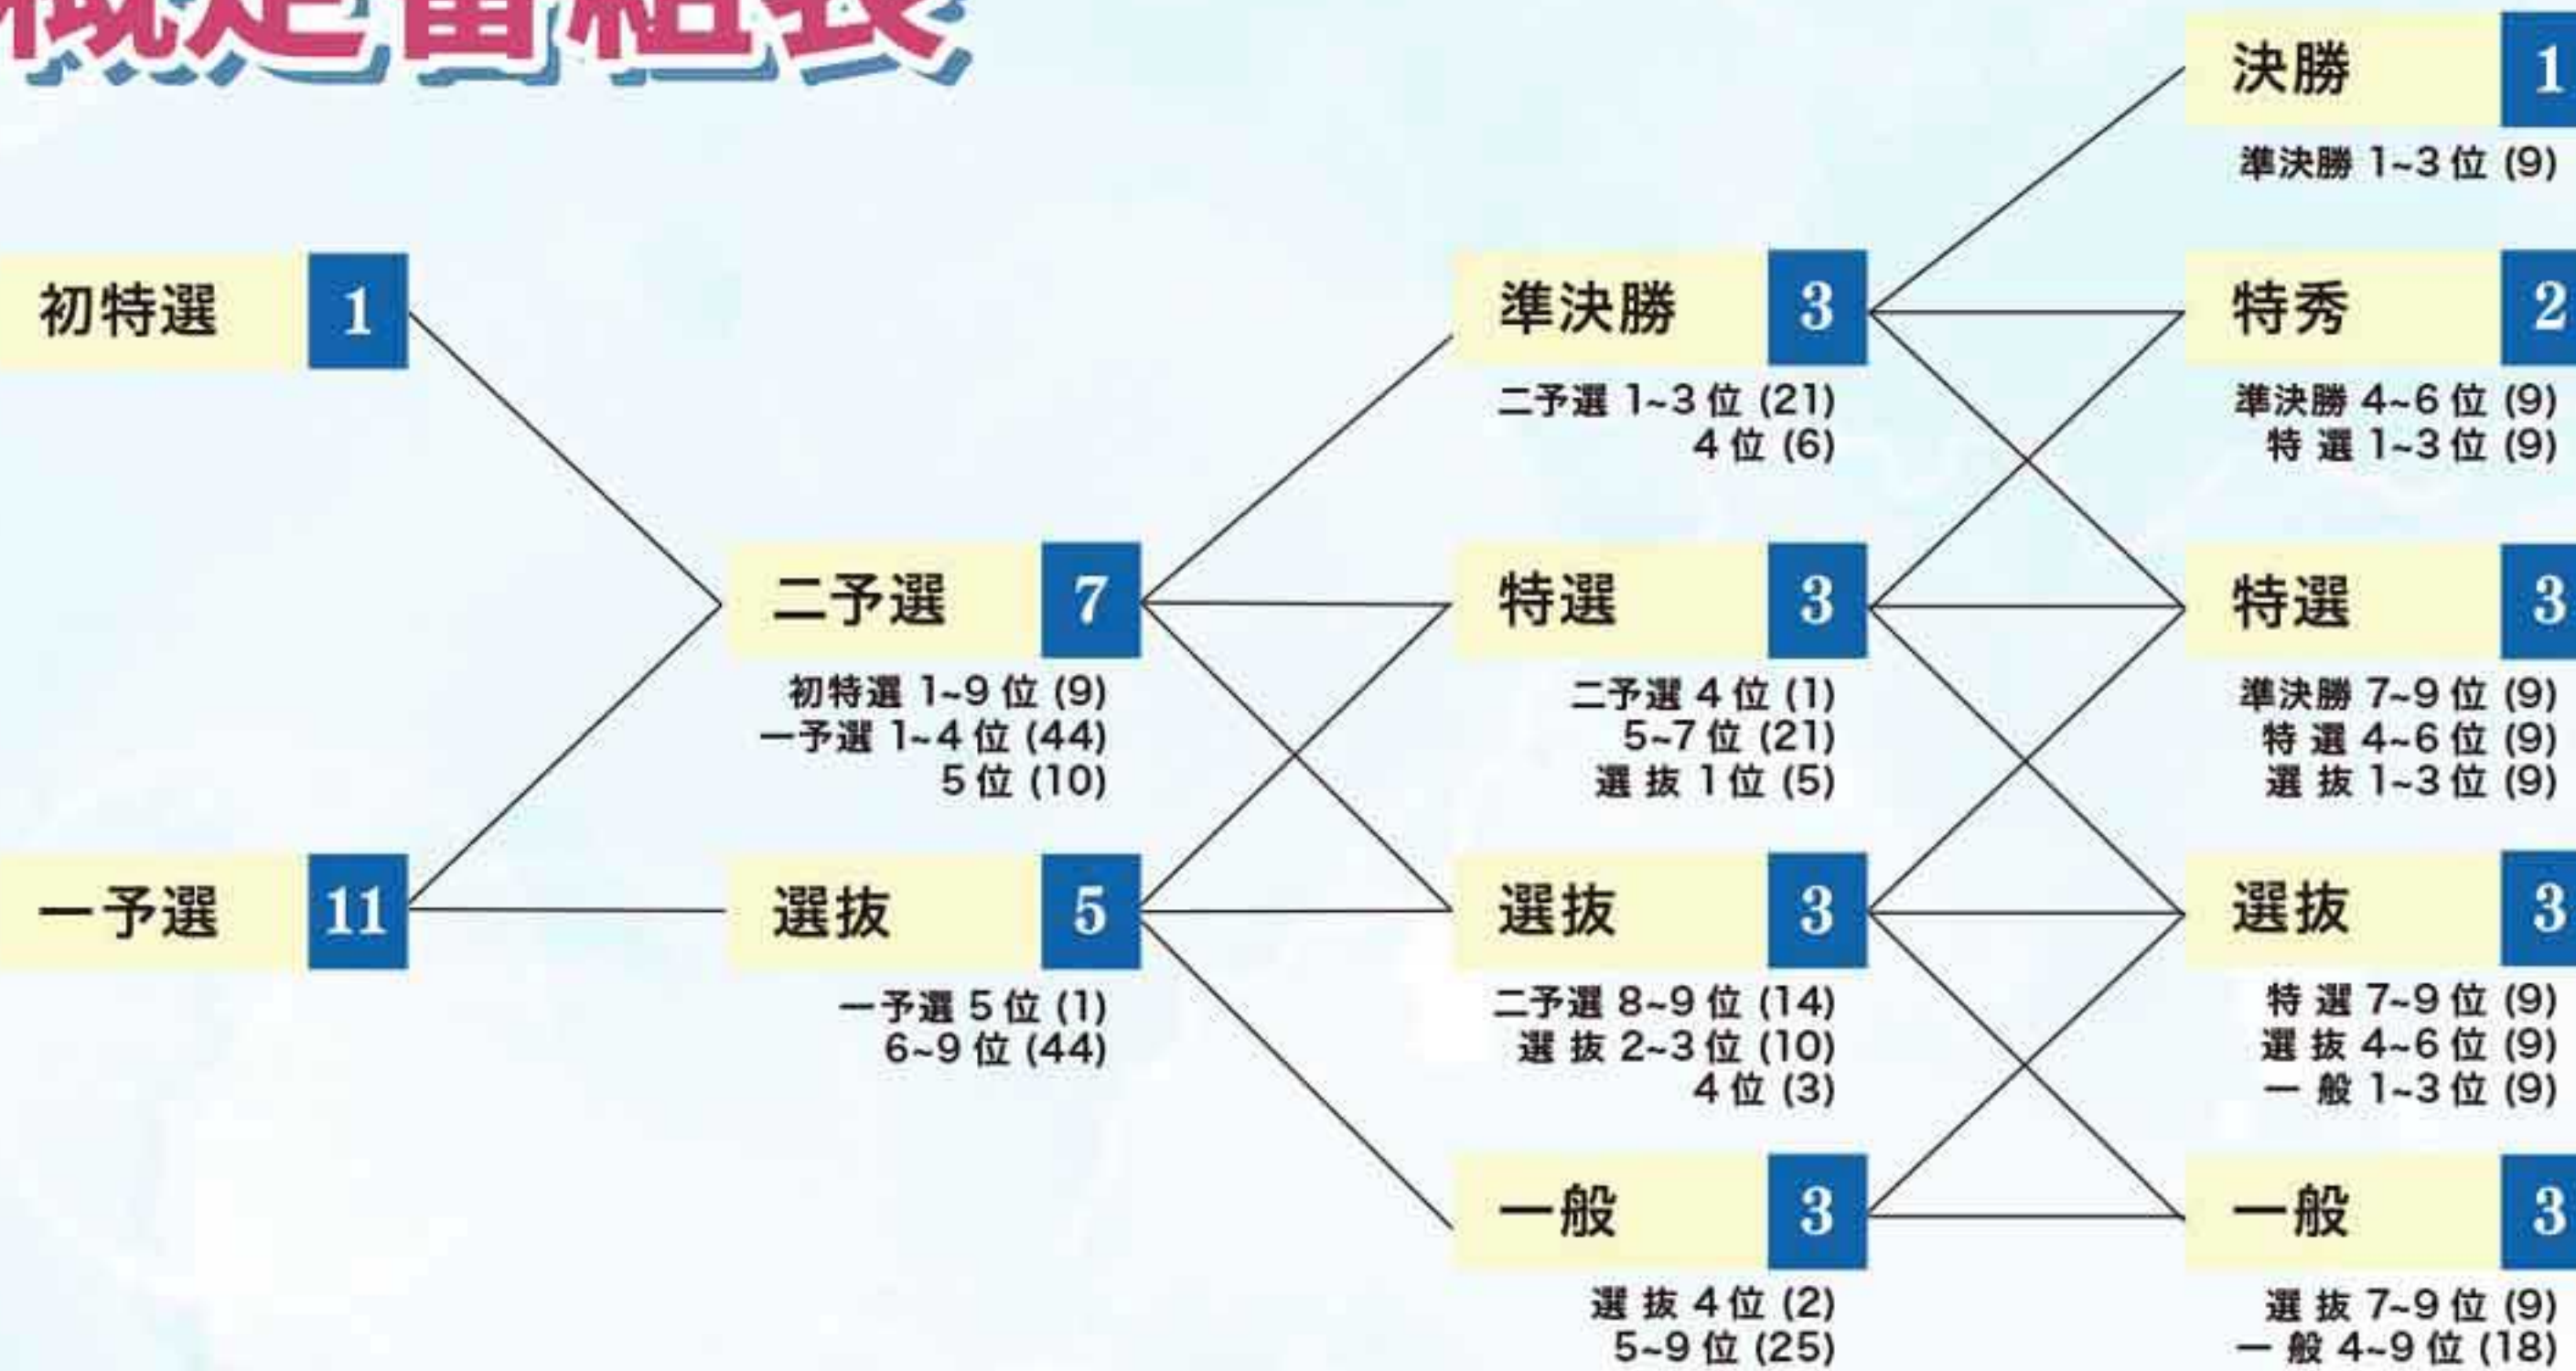 概定番組表
初特選 1
一予選 11
二予選 7
初特選 1~9 位 (9)
一予選 1~4 位 (44)
5 位 (10)
選抜 5
一予選 5 位 (1)
6~9 位 (44)
準決勝 3
二予選 1~3 位 (21)
4 位 (6)
特選 3
二予選 4 位 (1)
5~7 位 (21)
選 抜 1 位 (5)
選抜 3
二予選 8~9 位 (14)
選 抜 2~3 位 (10)
4 位 (3)
一般 3
選 抜 4 位 (2)
5~9 位 (25)
決勝 1
準決勝 1~3 位 (9)
特秀 2
準決勝 4~6 位 (9)
特 選 1~3 位 (9)
特選 3
準決勝 7~9 位 (9)
特 選 4~6 位 (9)
選 抜 1~3 位 (9)
選抜 3
特 選 7~9 位 (9)
選 抜 4~6 位 (9)
一 般 1~3 位 (9)
一般 3
選 抜 7~9 位 (9)
一 般 4~9 位 (18)